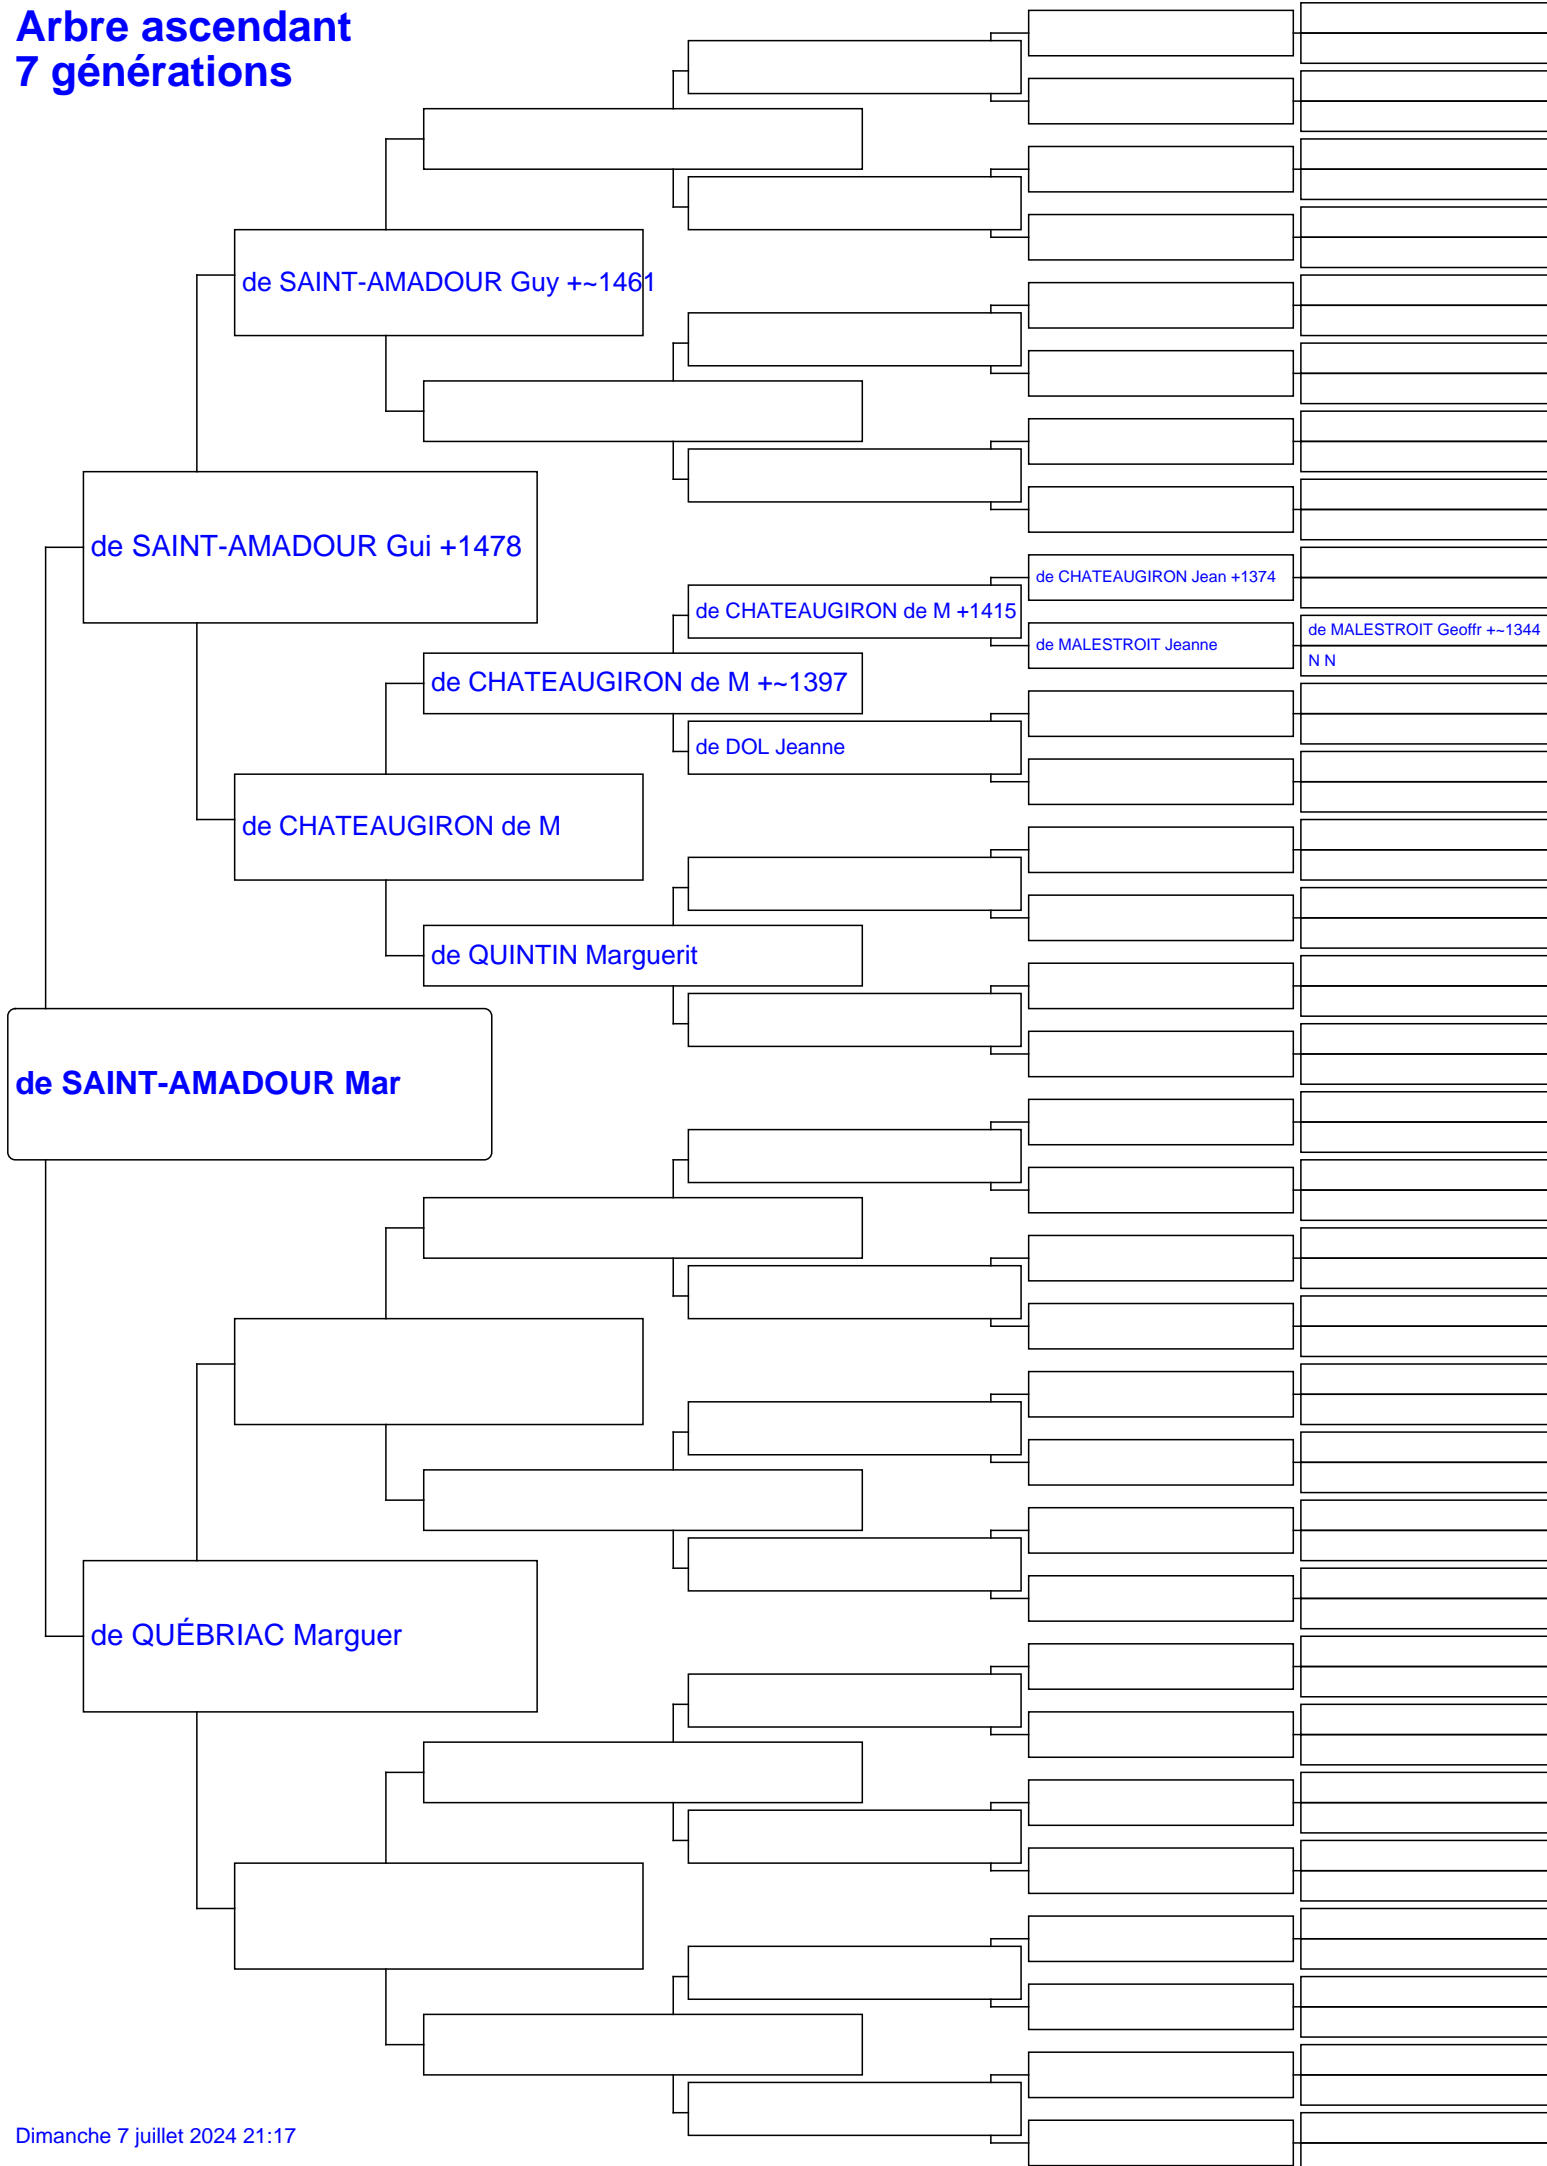 Arbre ascendant
7 générations
de SAINT-AMADOUR Guy +~1461
de SAINT-AMADOUR Gui +1478
de CHATEAUGIRON Jean +1374
de CHATEAUGIRON de M +1415
de MALESTROIT Geoffr +~1344
de MALESTROIT Jeanne
N N
de CHATEAUGIRON de M +~1397
de DOL Jeanne
de CHATEAUGIRON de M
de QUINTIN Marguerit
de SAINT-AMADOUR Mar
de QUÉBRIAC Marguer
Dimanche 7 juillet 2024 21:17